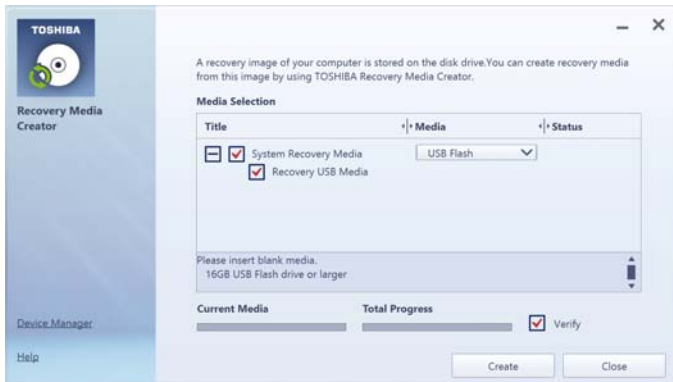 TOSHIBA
Recovery Media
Creator
Device Manager
Help
A recovery image of your computer is stored on the disk drive.You can create recovery media
from this image by using TOSHIBA Recovery Media Creator.
Media Selection
Title Media Status
System Recovery Media USB Flash
Recovery USB Media
Please insert blank media.
16GB USB Flash drive or larger
Current Media Total Progress
Verify
Create Close